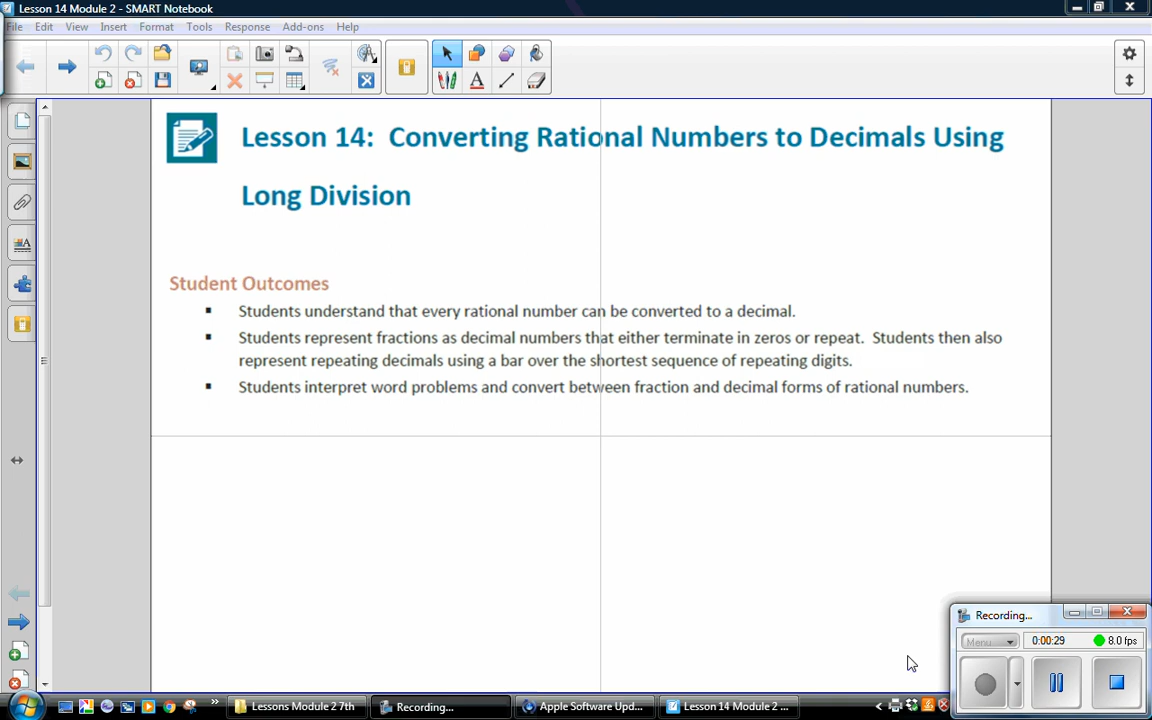 Lesson 14 Module 2 - SMART Notebook
File Edit View Insert Format Tools Response Add-ons Help
Lesson 14: Converting Rational Numbers to Decimals Using
Long Division
Student Outcomes
▪ Students understand that every rational number can be converted to a decimal.
▪ Students represent fractions as decimal numbers that either terminate in zeros or repeat. Students then also
represent repeating decimals using a bar over the shortest sequence of repeating digits.
▪ Students interpret word problems and convert between fraction and decimal forms of rational numbers.
Recording...
Menu 0:00:29 8.0 fps
Lessons Module 2 7th Recording... Apple Software Upd... Lesson 14 Module 2 ...